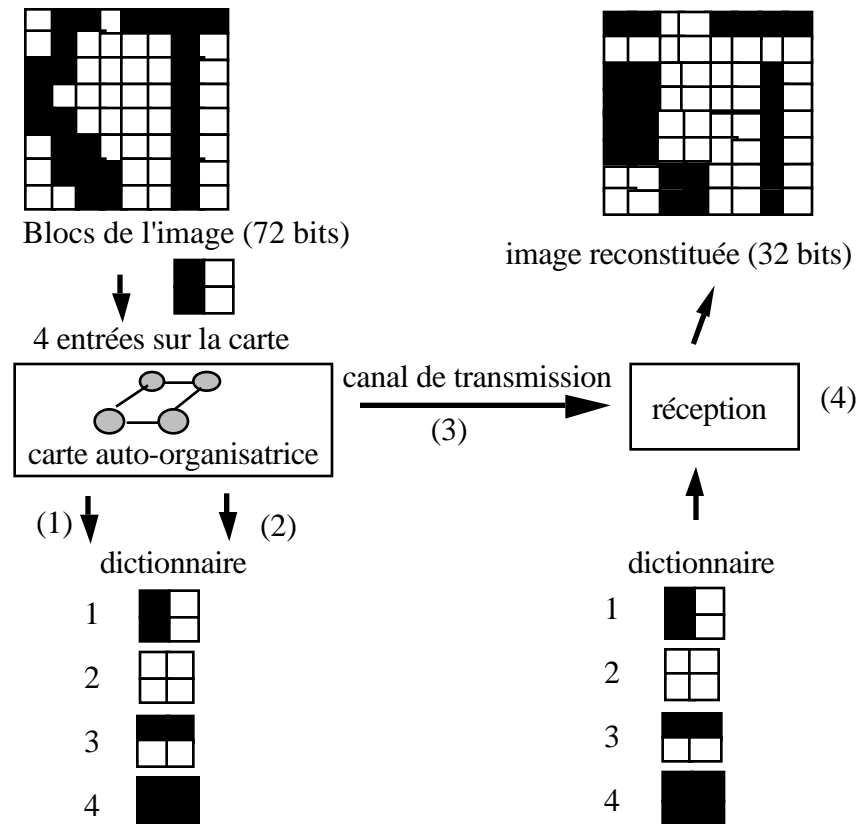 Blocs de l'image (72 bits)
image reconstituée (32 bits)
4 entrées sur la carte
canal de transmission
(3)
réception
(4)
carte auto-organisatrice
(1)
(2)
dictionnaire
1
2
3
4
dictionnaire
1
2
3
4